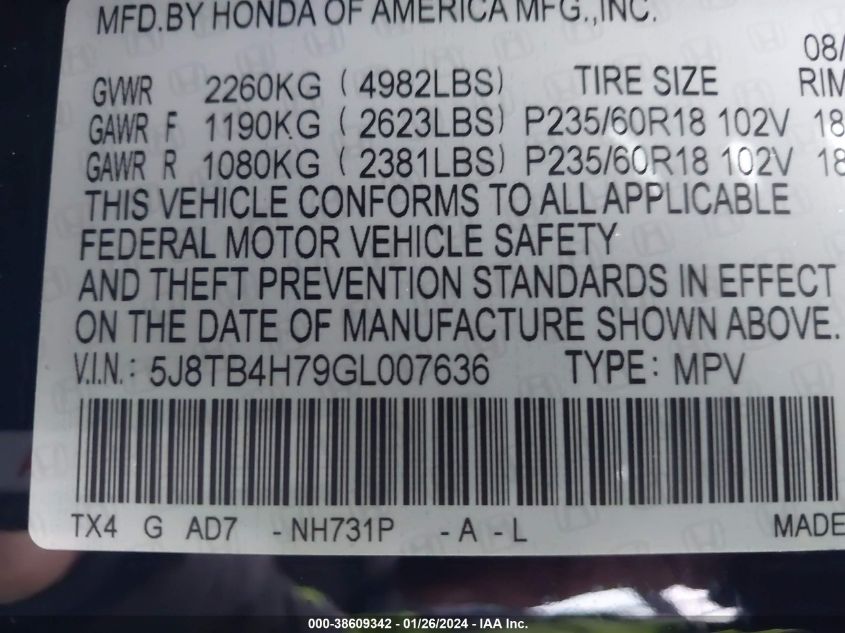 MFD.BY HONDA OF AMERICA MFG.,INC.
08/
GVWR 2260KG (4982LBS) TIRE SIZE RIM
GAWR F 1190KG (2623LBS) P235/60R18 102V 18
GAWR R 1080KG (2381LBS) P235/60R18 102V 18
THIS VEHICLE CONFORMS TO ALL APPLICABLE
FEDERAL MOTOR VEHICLE SAFETY
AND THEFT PREVENTION STANDARDS IN EFFECT
ON THE DATE OF MANUFACTURE SHOWN ABOVE.
V.I.N.: 5J8TB4H79GL007636 TYPE: MPV
TX4 G AD7 -NH731P -A-L MADE
000-38609342 - 01/26/2024 - IAA Inc.